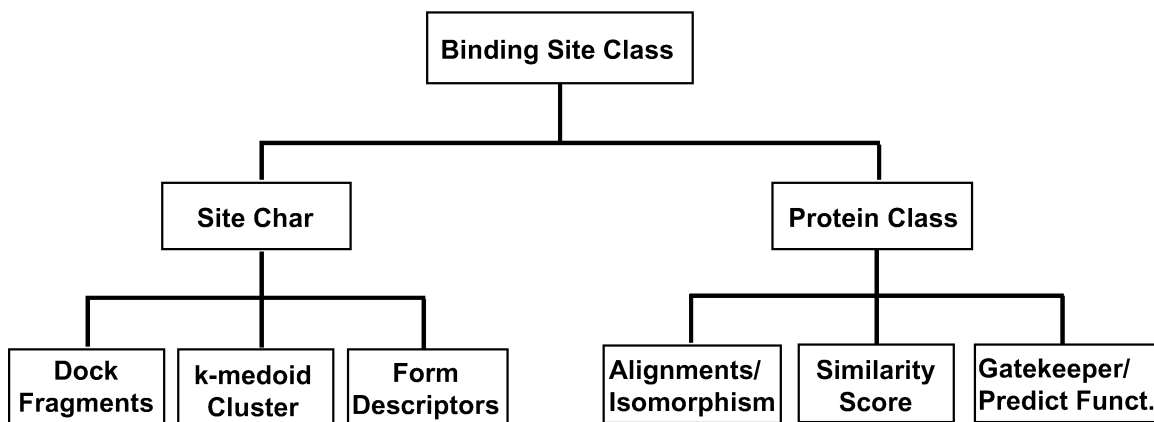 Binding Site Class
Site Char
Protein Class
Dock
Fragments
k-medoid
Cluster
Form
Descriptors
Alignments/
Isomorphism
Similarity
Score
Gatekeeper/
Predict Funct.